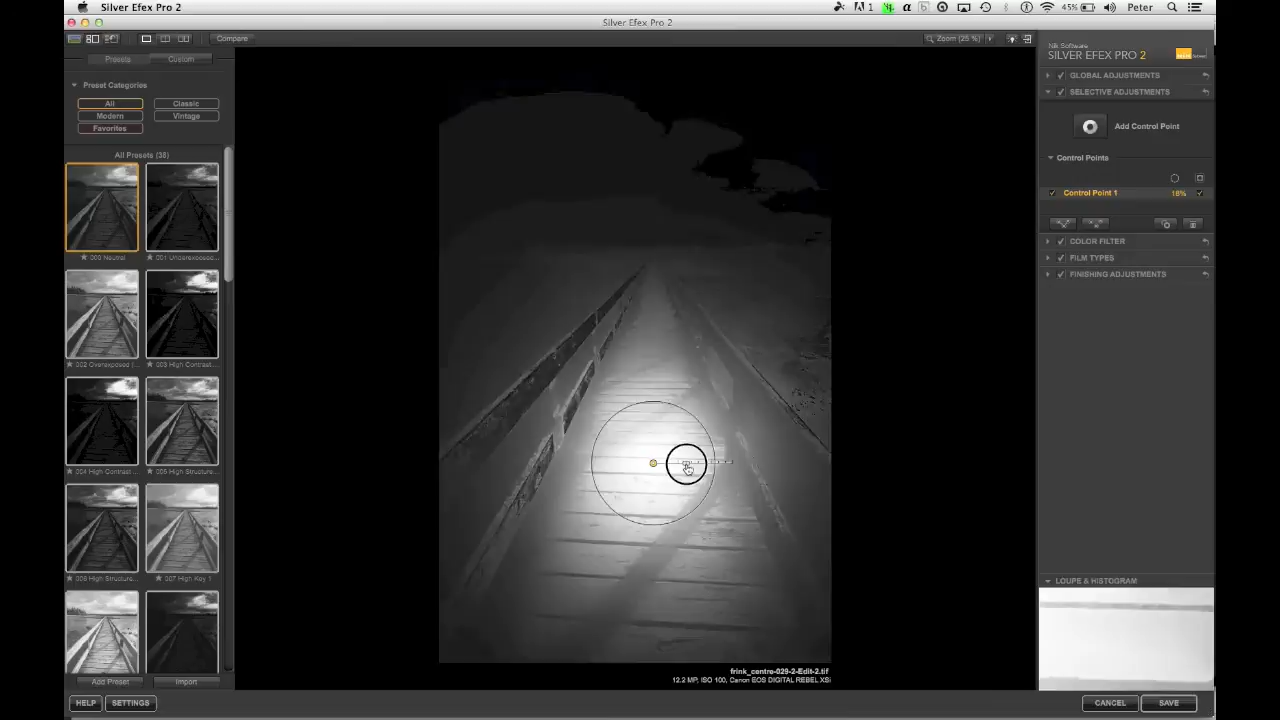 Silver Efex Pro 2
1
45%
Peter
Silver Efex Pro 2
Compare
Zoom (25 %)
Presets
Custom
Preset Categories
All
Classic
Modern
Vintage
Favorites
All Presets (38)
000 Neutral
001 Underexposed...
002 Overexposed (...
003 High Contrast...
004 High Contrast ...
005 High Structure...
006 High Structure...
007 High Key 1
Add Preset
Import
HELP
SETTINGS
frink_centre-029-2-Edit-2.tif
12.2 MP, ISO 100, Canon EOS DIGITAL REBEL XSi
Nik Software
SILVER EFEX PRO 2
GLOBAL ADJUSTMENTS
SELECTIVE ADJUSTMENTS
Add Control Point
Control Points
Control Point 1
18%
COLOR FILTER
FILM TYPES
FINISHING ADJUSTMENTS
LOUPE & HISTOGRAM
CANCEL
SAVE